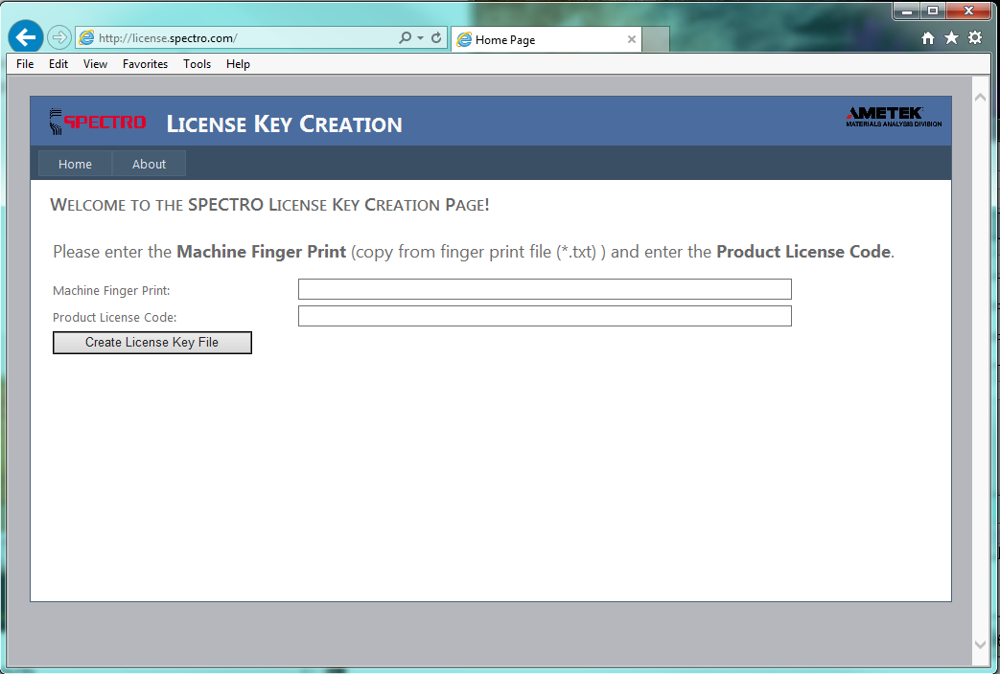 http://license.spectro.com/
Home Page
File Edit View Favorites Tools Help
SPECTRO LICENSE KEY CREATION
AMETEK
MATERIALS ANALYSIS DIVISION
Home About
WELCOME TO THE SPECTRO LICENSE KEY CREATION PAGE!
Please enter the Machine Finger Print (copy from finger print file (*.txt) ) and enter the Product License Code.
Machine Finger Print:
Product License Code:
Create License Key File